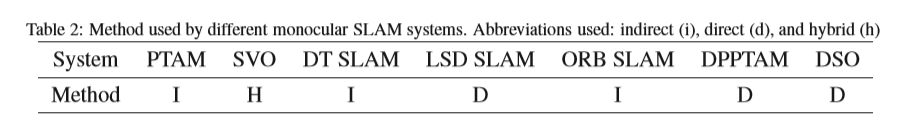 Table 2: Method used by different monocular SLAM systems. Abbreviations used: indirect (i), direct (d), and hybrid (h)
System PTAM SVO DT SLAM LSD SLAM ORB SLAM DPPTAM DSO
Method I H I D I D D